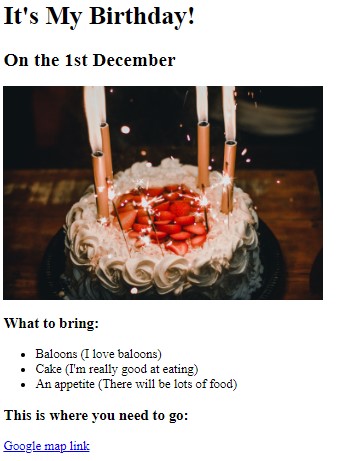 It's My Birthday!
On the 1st December
What to bring:
Baloons (I love baloons)
Cake (I'm really good at eating)
An appetite (There will be lots of food)
This is where you need to go:
Google map link